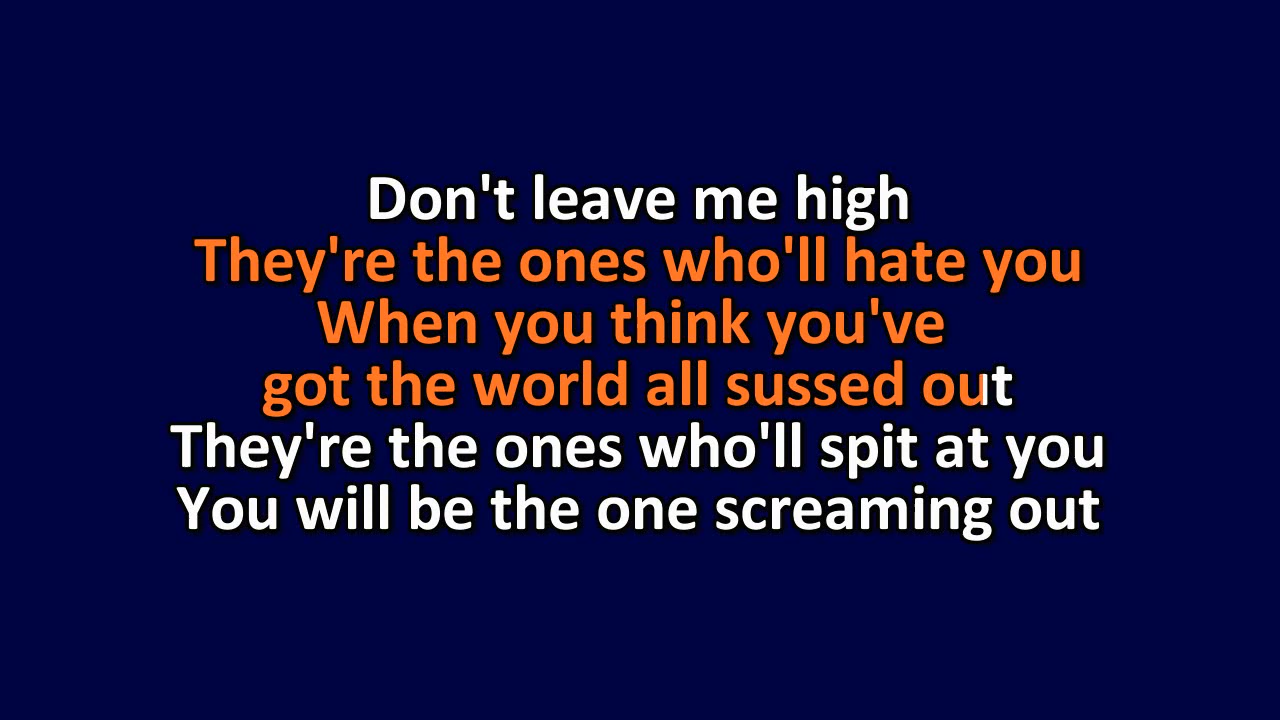 Don't leave me high
They're the ones who'll hate you
When you think you've
got the world all sussed out
They're the ones who'll spit at you
You will be the one screaming out